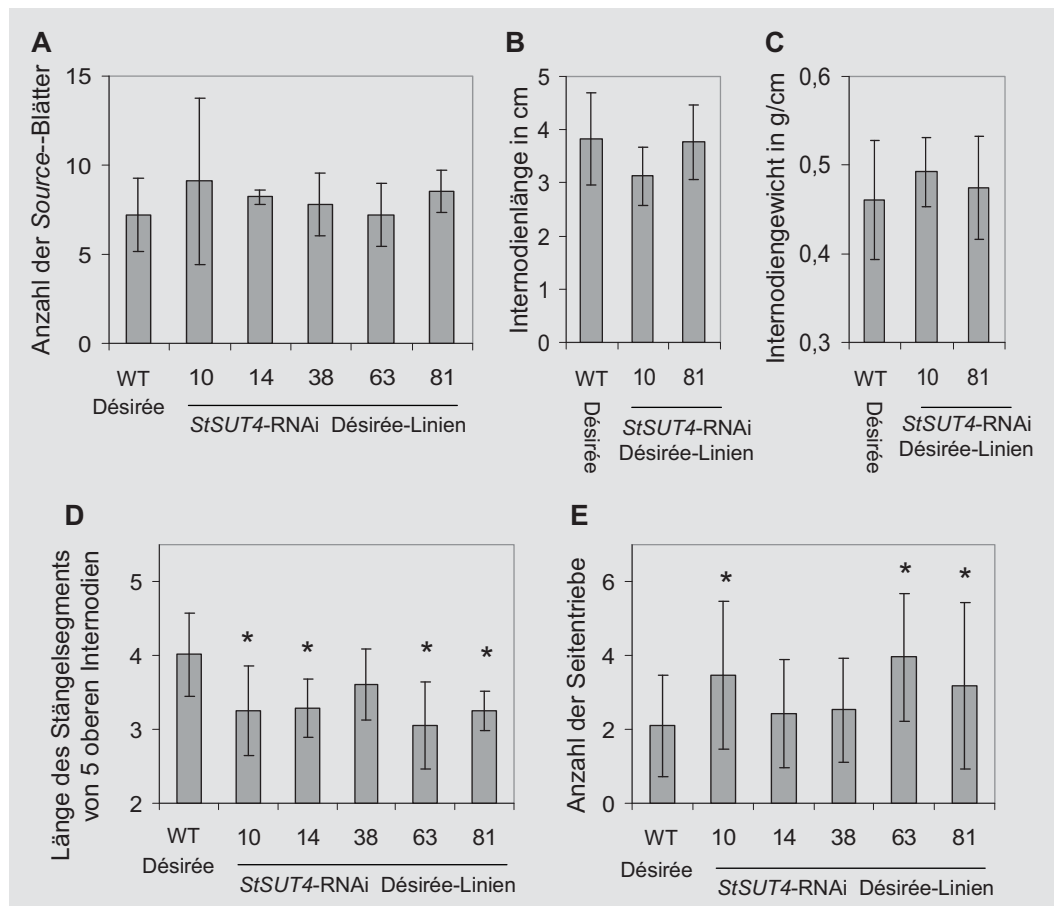 A
Anzahl der Source--Blätter
15
10
5
0
WT 10 14 38 63 81
Désirée
StSUT4-RNAi Désirée-Linien
B
Internodienlänge in cm
5
4
3
2
1
0
WT 10 81
Désirée
StSUT4-RNAi
Désirée-Linien
C
Internodiengewicht in g/cm
0,6
0,5
0,4
0,3
WT 10 81
Désirée
StSUT4-RNAi
Désirée-Linien
D
Länge des Stängelsegments
von 5 oberen Internodien
5
4
3
2
* * * *
WT 10 14 38 63 81
Désirée
StSUT4-RNAi Désirée-Linien
E
Anzahl der Seitentriebe
6
4
2
0
* * *
WT 10 14 38 63 81
Désirée
StSUT4-RNAi Désirée-Linien